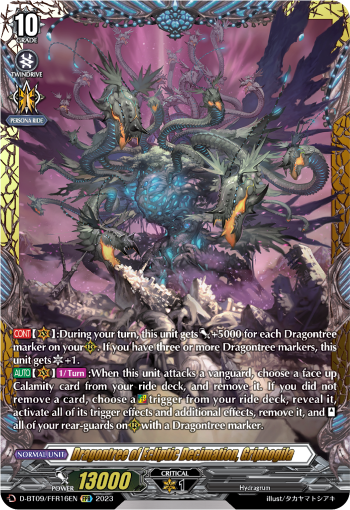 10
GRADE
TWINDRIVE
PERSONA RIDE
CONT【】:During your turn, this unit gets +5000 for each Dragontree
marker on your. If you have three or more Dragontree markers, this
unit gets +1.
AUTO【】1/Turn:When this unit attacks a vanguard, choose a face up
Calamity card from your ride deck, and remove it. If you did not
remove a card, choose a trigger from your ride deck, reveal it,
activate all of its trigger effects and additional effects, remove it, and
all of your rear-guards on with a Dragontree marker.
NORMAL UNIT
Dragontree of Ecliptic Decimation, Griphogila
POWER 13000 CRITICAL 1 Hydragrum
D-BT09/FFR16EN FFR 2023 illust/タカヤマトシアキ